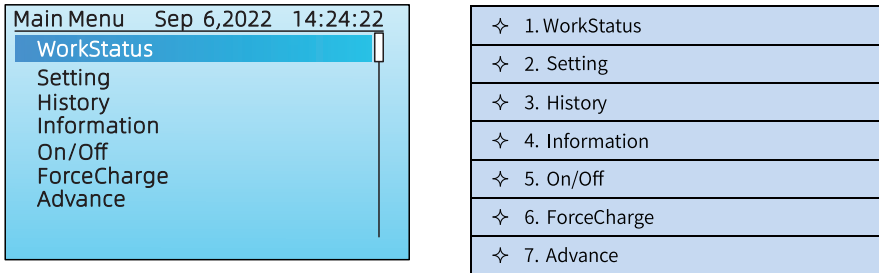 Main Menu Sep 6,2022 14:24:22
WorkStatus
Setting
History
Information
On/Off
ForceCharge
Advance
✧ 1. WorkStatus
✧ 2. Setting
✧ 3. History
✧ 4. Information
✧ 5. On/Off
✧ 6. ForceCharge
✧ 7. Advance